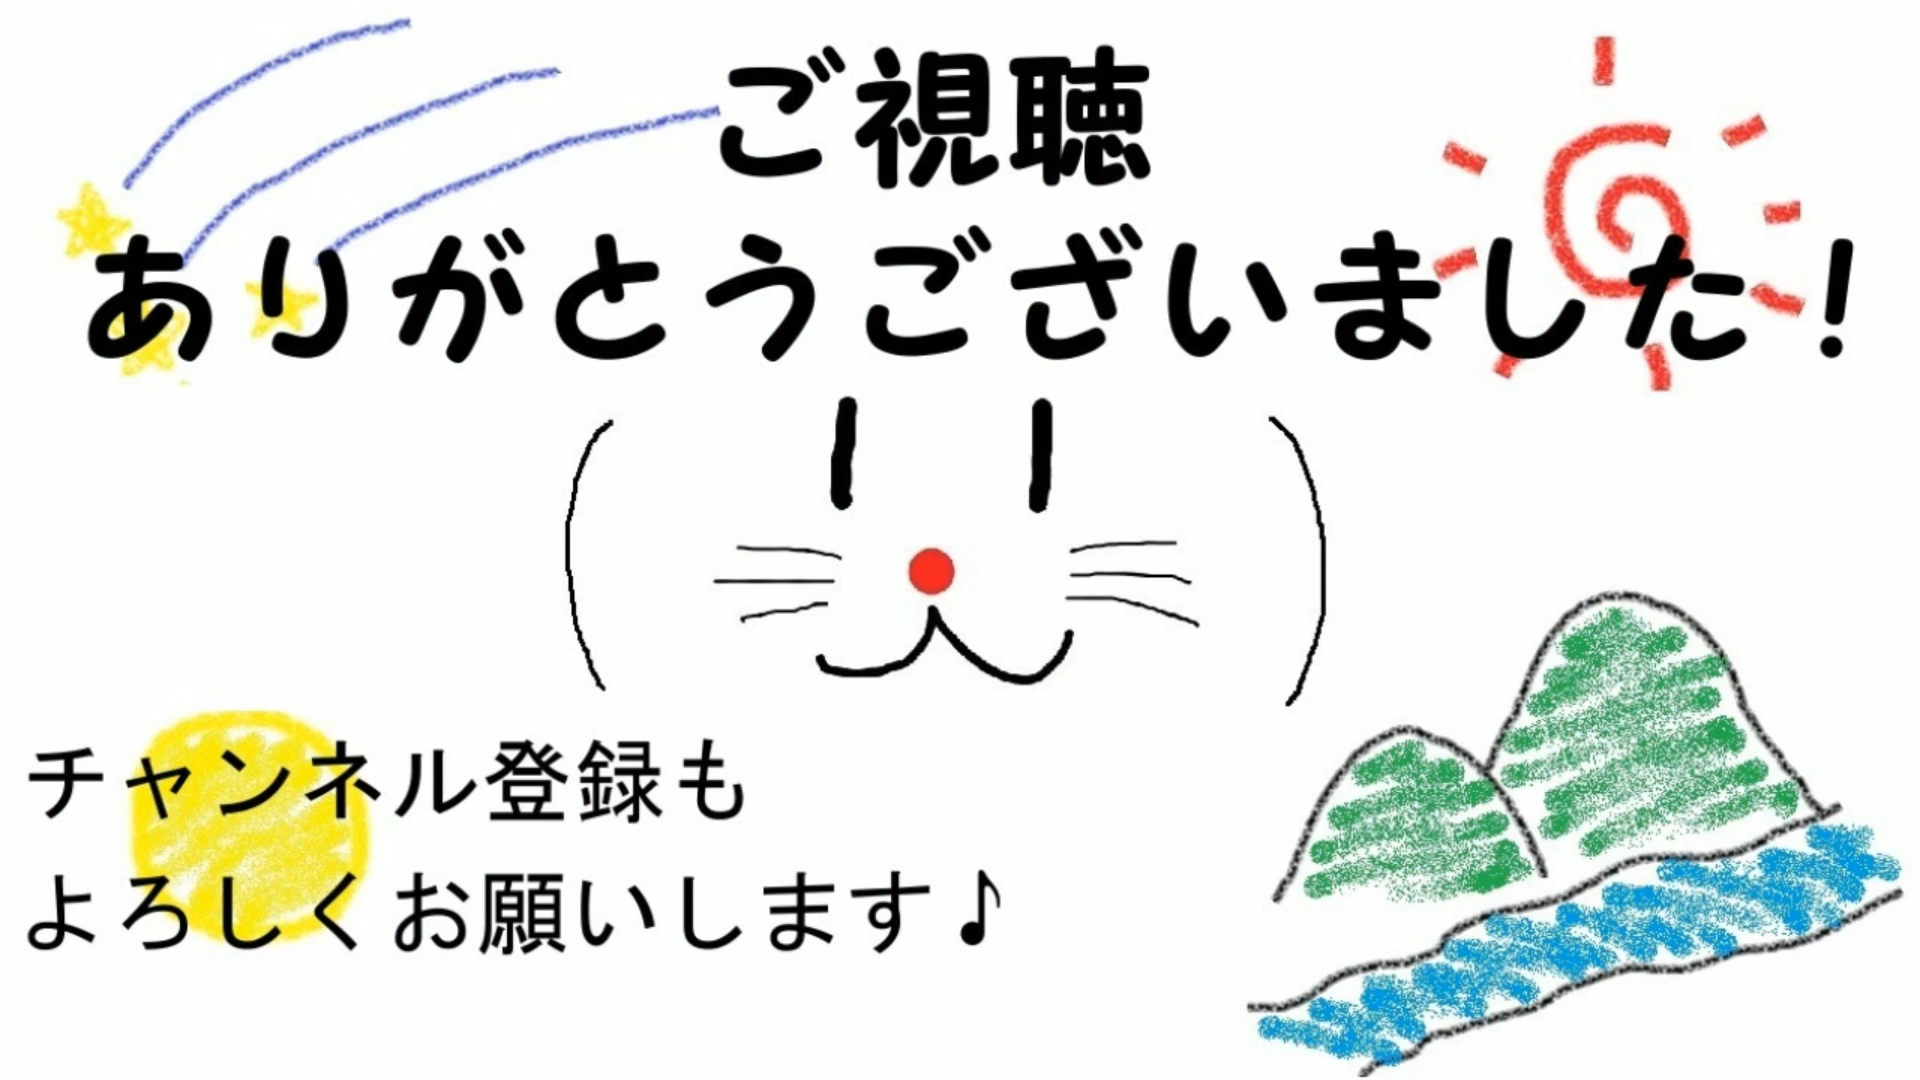 ご視聴
ありがとうございました!
チャンネル登録も
よろしくお願いします♪